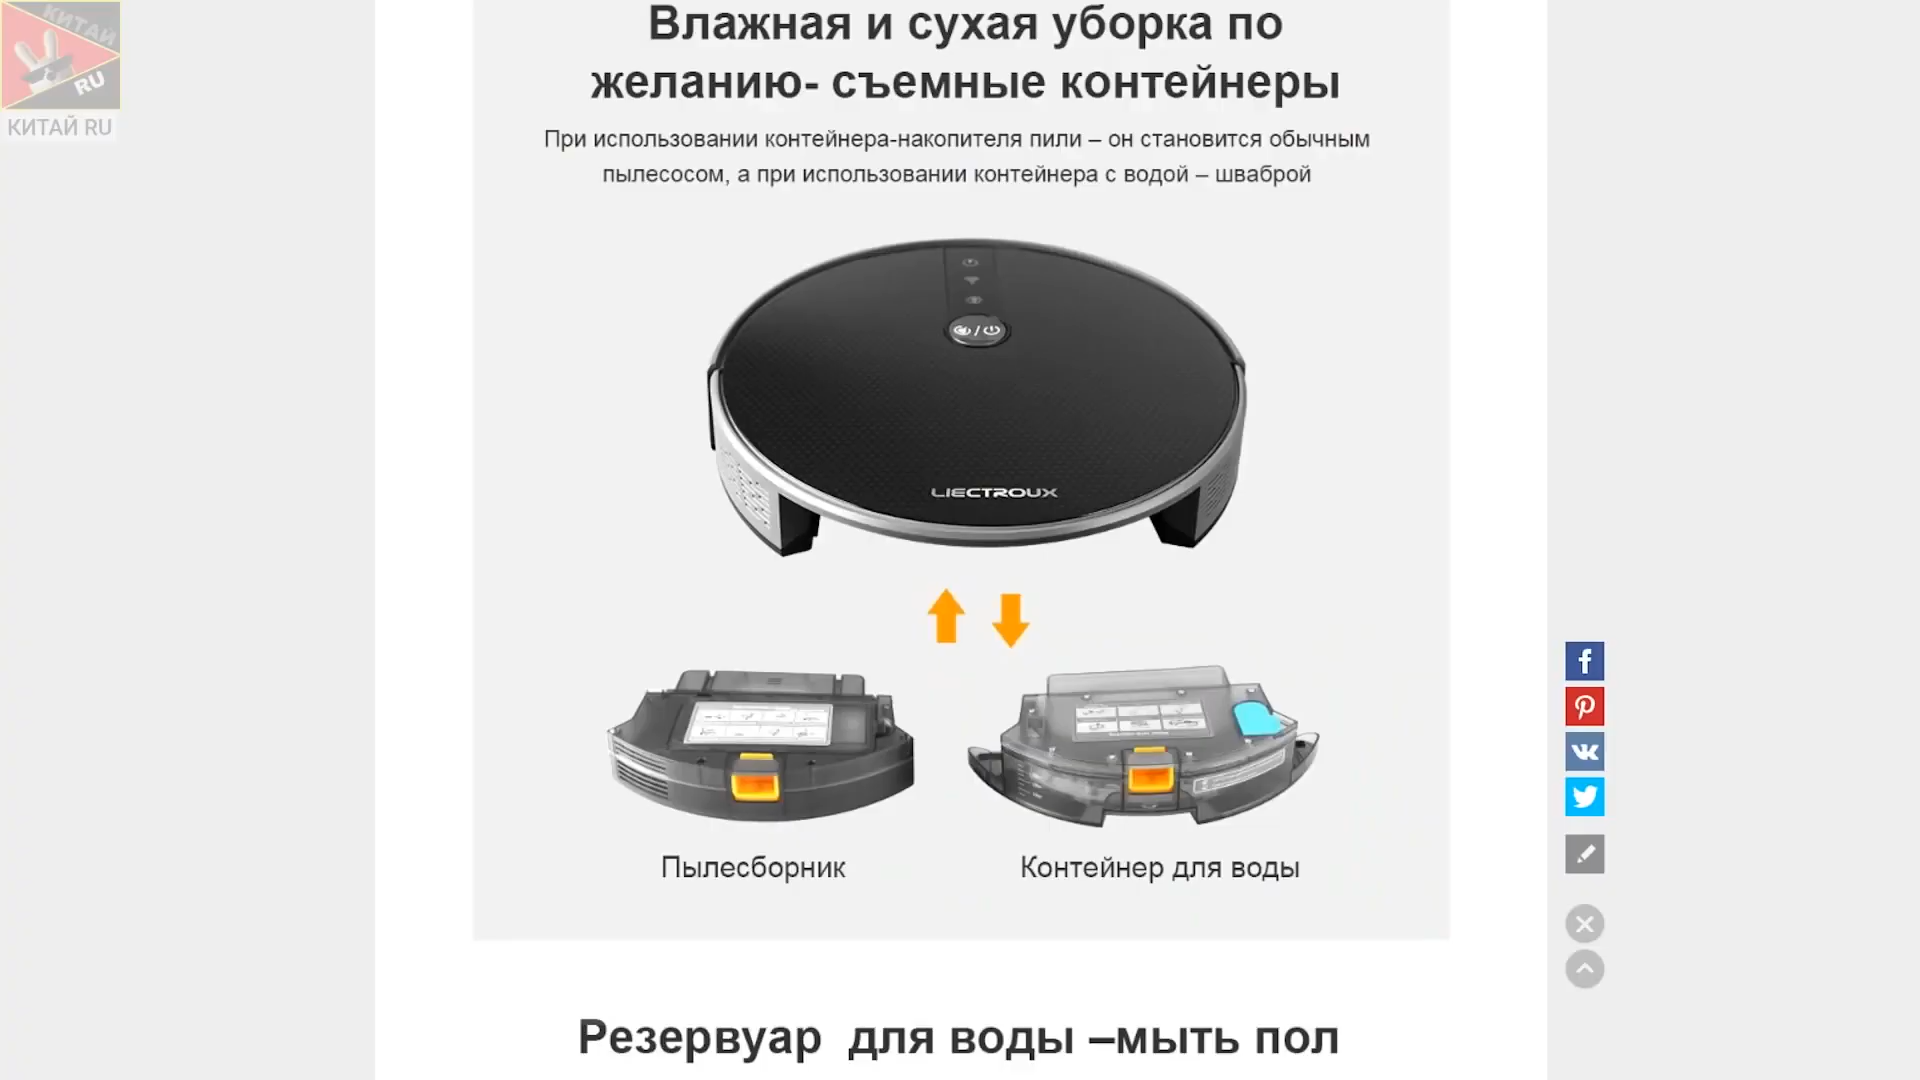 КИТАЙ
RU
КИТАЙ RU
Влажная и сухая уборка по
желанию- съемные контейнеры
При использовании контейнера-накопителя пили – он становится обычным
пылесосом, а при использовании контейнера с водой – шваброй
LIECTROUX
Пылесборник
Контейнер для воды
Резервуар для воды –мыть пол